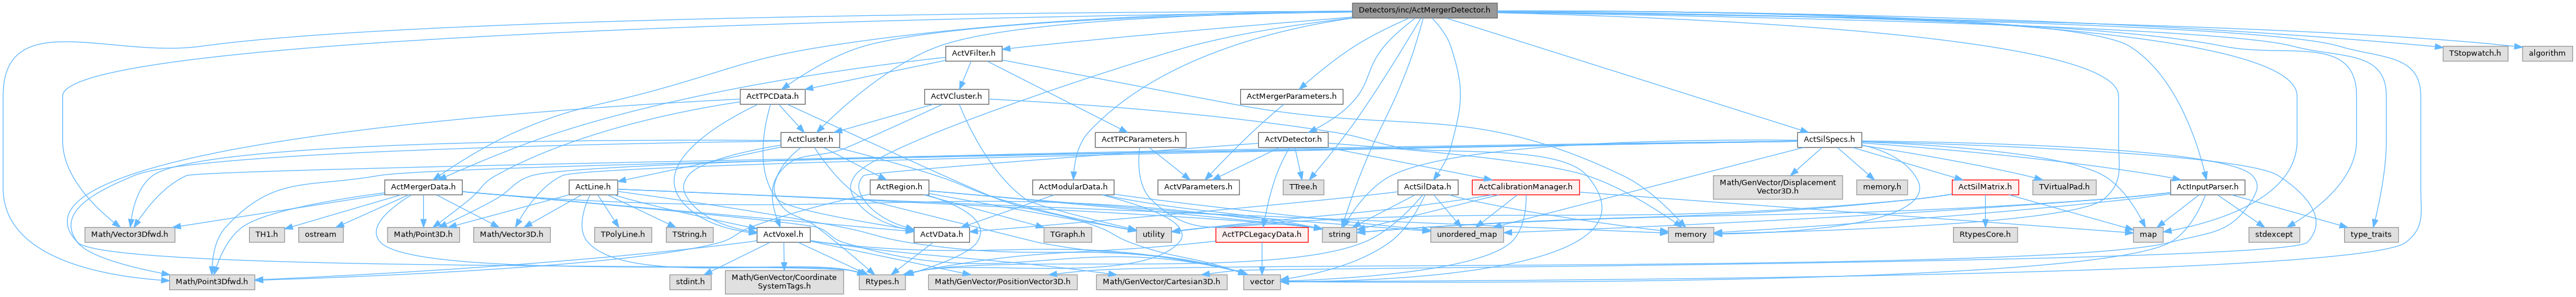 Detectors/inc/ActMergerDetector.h
ActVFilter.h
TStopwatch.h
algorithm
ActTPCData.h
ActVCluster.h
ActMergerParameters.h
ActCluster.h
ActTPCParameters.h
ActVDetector.h
ActSilSpecs.h
ActMergerData.h
ActLine.h
ActRegion.h
ActModularData.h
ActVParameters.h
TTree.h
ActSilData.h
ActCalibrationManager.h
Math/GenVector/Displacement
Vector3D.h
memory.h
ActSilMatrix.h
TVirtualPad.h
ActInputParser.h
Math/Vector3Dfwd.h
TH1.h
ostream
Math/Point3D.h
Math/Vector3D.h
TPolyLine.h
TString.h
ActVoxel.h
ActVData.h
TGraph.h
utility
ActTPCLegacyData.h
string
unordered_map
memory
RtypesCore.h
map
stdexcept
type_traits
Math/Point3Dfwd.h
stdint.h
Math/GenVector/Coordinate
SystemTags.h
Rtypes.h
Math/GenVector/PositionVector3D.h
Math/GenVector/Cartesian3D.h
vector